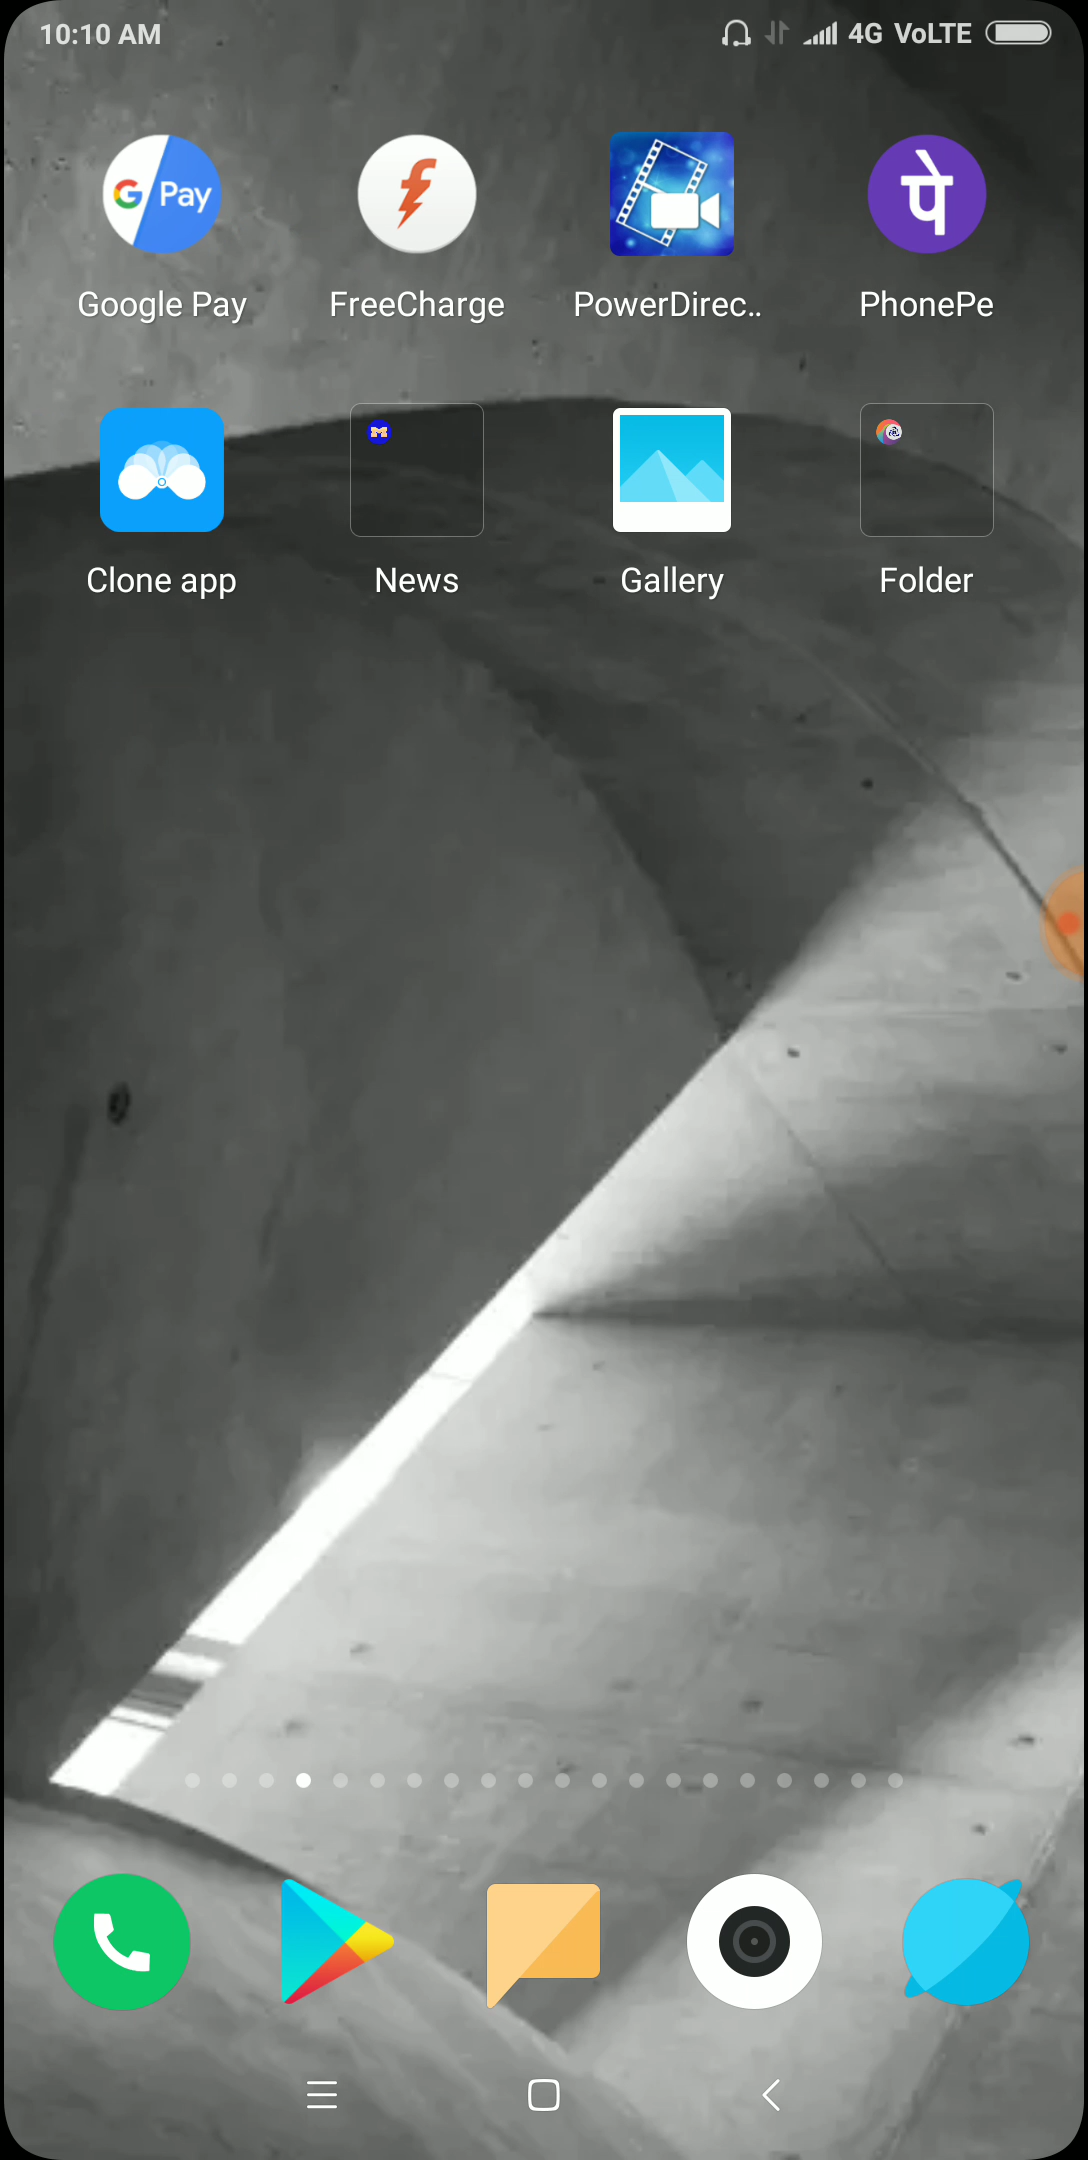 10:10 AM 4G VoLTE
G Pay
पे
Google Pay FreeCharge PowerDirec.. PhonePe
Clone app News Gallery Folder